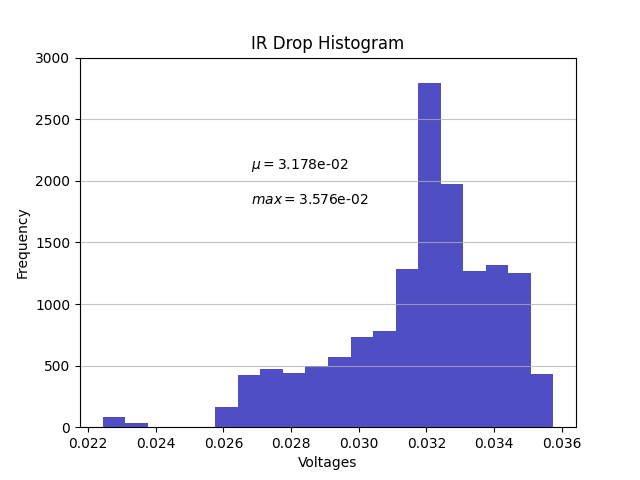 IR Drop Histogram
3000
2500
2000
1500
1000
500
0
Frequency
μ = 3.178e-02
max = 3.576e-02
0.022 0.024 0.026 0.028 0.030 0.032 0.034 0.036
Voltages